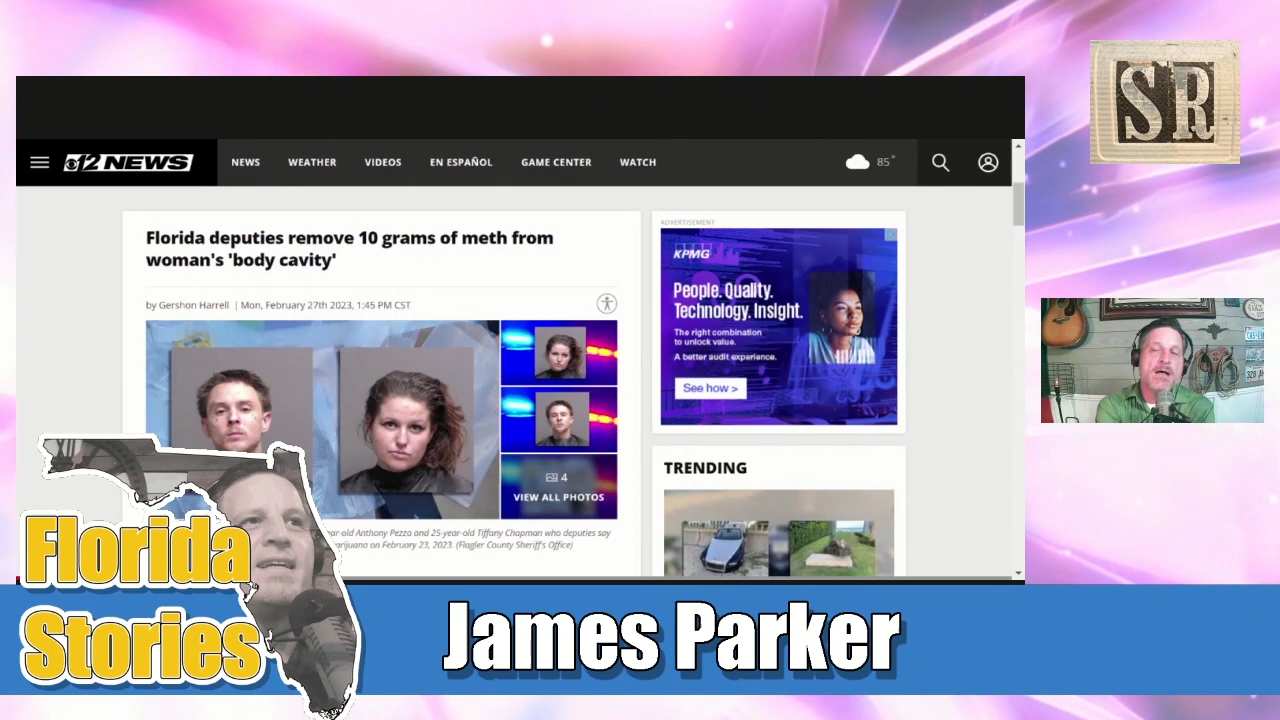 SR
12 NEWS
NEWS WEATHER VIDEOS EN ESPAÑOL GAME CENTER WATCH
85°
Florida deputies remove 10 grams of meth from
woman's 'body cavity'
by Gershon Harrell | Mon, February 27th 2023, 1:45 PM CST
4
VIEW ALL PHOTOS
ar-old Anthony Pezza and 25-year-old Tiffany Chapman who deputies say
arijuana on February 23, 2023. (Flagler County Sheriff's Office)
ADVERTISEMENT
KPMG
People. Quality.
Technology. Insight.
The right combination
to unlock value.
A better audit experience.
See how >
TRENDING
Florida
Stories
James Parker